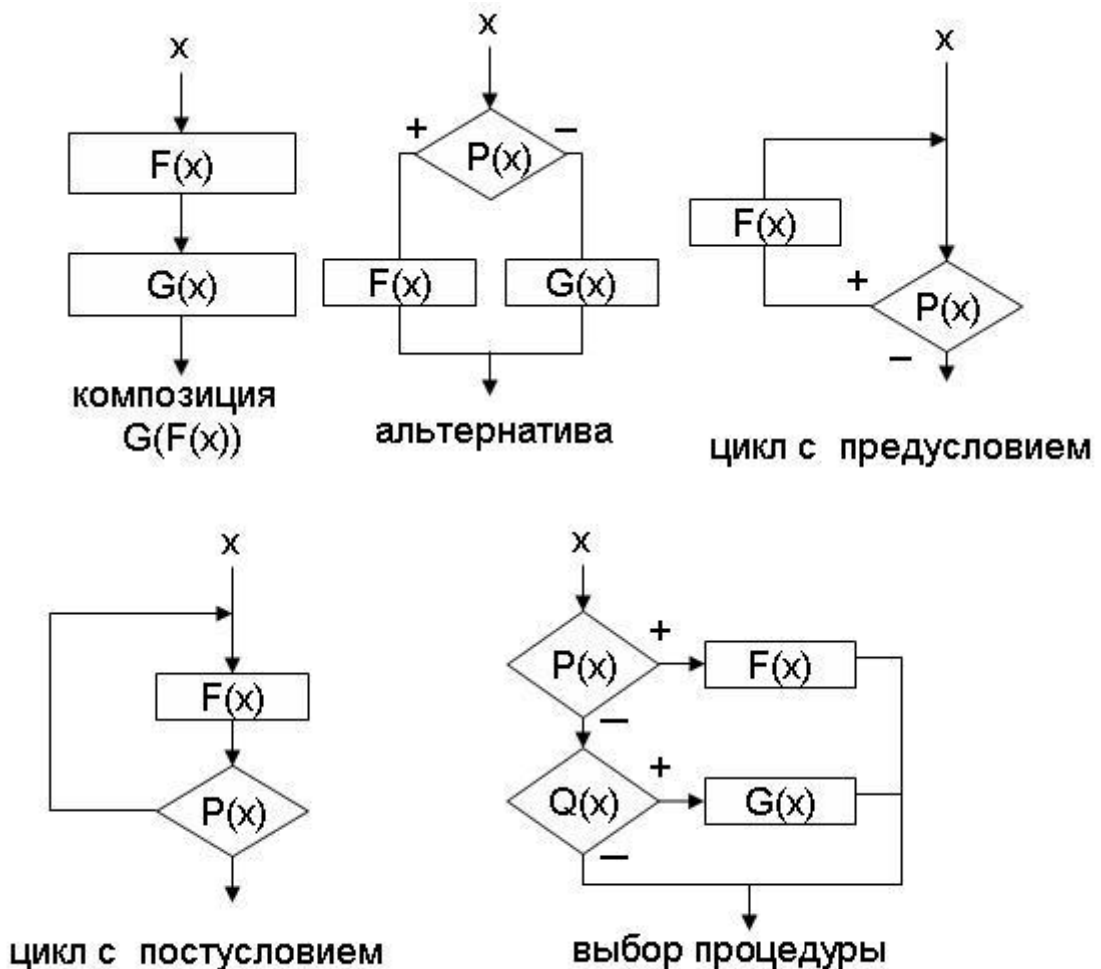 x
F(x)
G(x)
композиция
G(F(x))
x
+
–
P(x)
F(x)
G(x)
альтернатива
x
F(x)
+
P(x)
–
цикл с предусловием
x
F(x)
P(x)
цикл с постусловием
x
+
P(x)
F(x)
–
+
Q(x)
G(x)
–
выбор процедуры